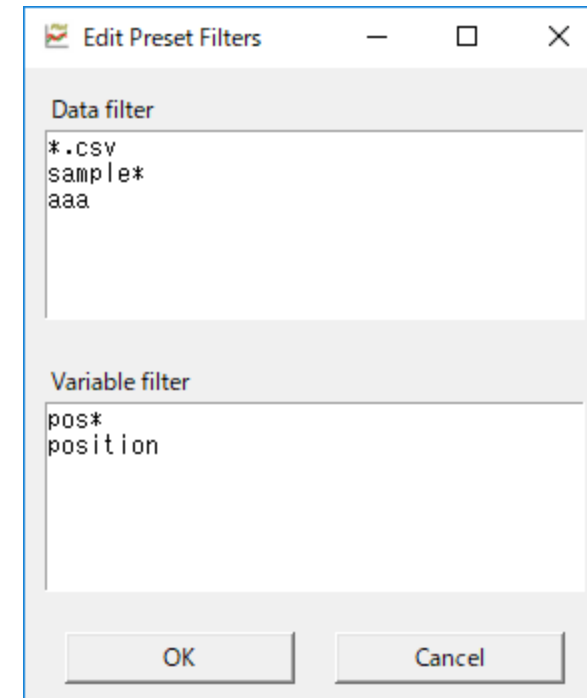 Edit Preset Filters
Data filter
*.csv
sample*
aaa
Variable filter
pos*
position
OK
Cancel